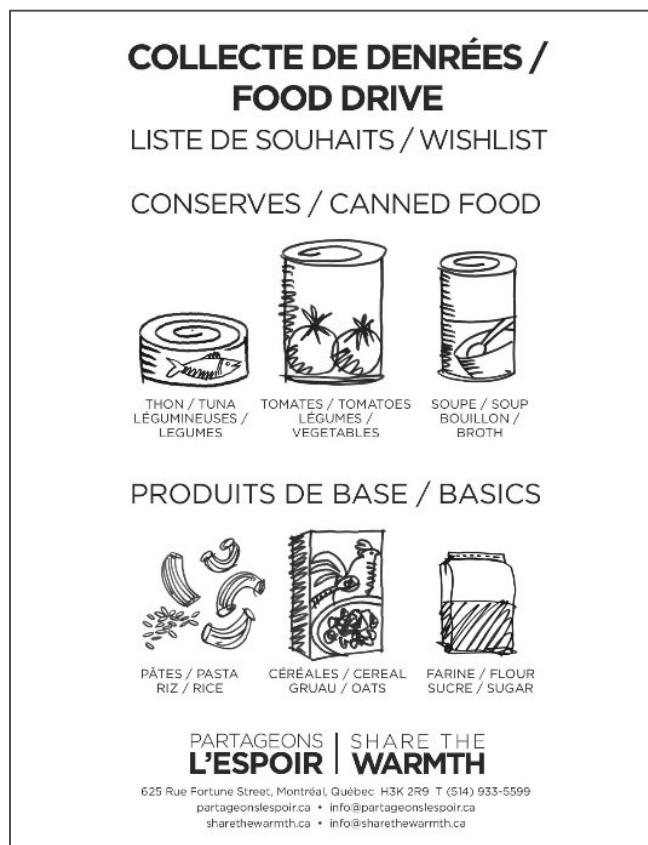 COLLECTE DE DENRÉES /
FOOD DRIVE
LISTE DE SOUHAITS / WISHLIST
CONSERVES / CANNED FOOD
THON / TUNA
LÉGUMINEUSES /
LEGUMES
TOMATES / TOMATOES
LÉGUMES /
VEGETABLES
SOUPE / SOUP
BOUILLON /
BROTH
PRODUITS DE BASE / BASICS
PÂTES / PASTA
RIZ / RICE
CÉRÉALES / CEREAL
GRUAU / OATS
FARINE / FLOUR
SUCRE / SUGAR
PARTAGEONS
L'ESPOIR
SHARE THE
WARMTH
625 Rue Fortune Street, Montréal, Québec H3K 2R9 T (514) 933-5599
partageonslespoir.ca • info@partageonslespoir.ca
sharethewarmth.ca • info@sharethewarmth.ca